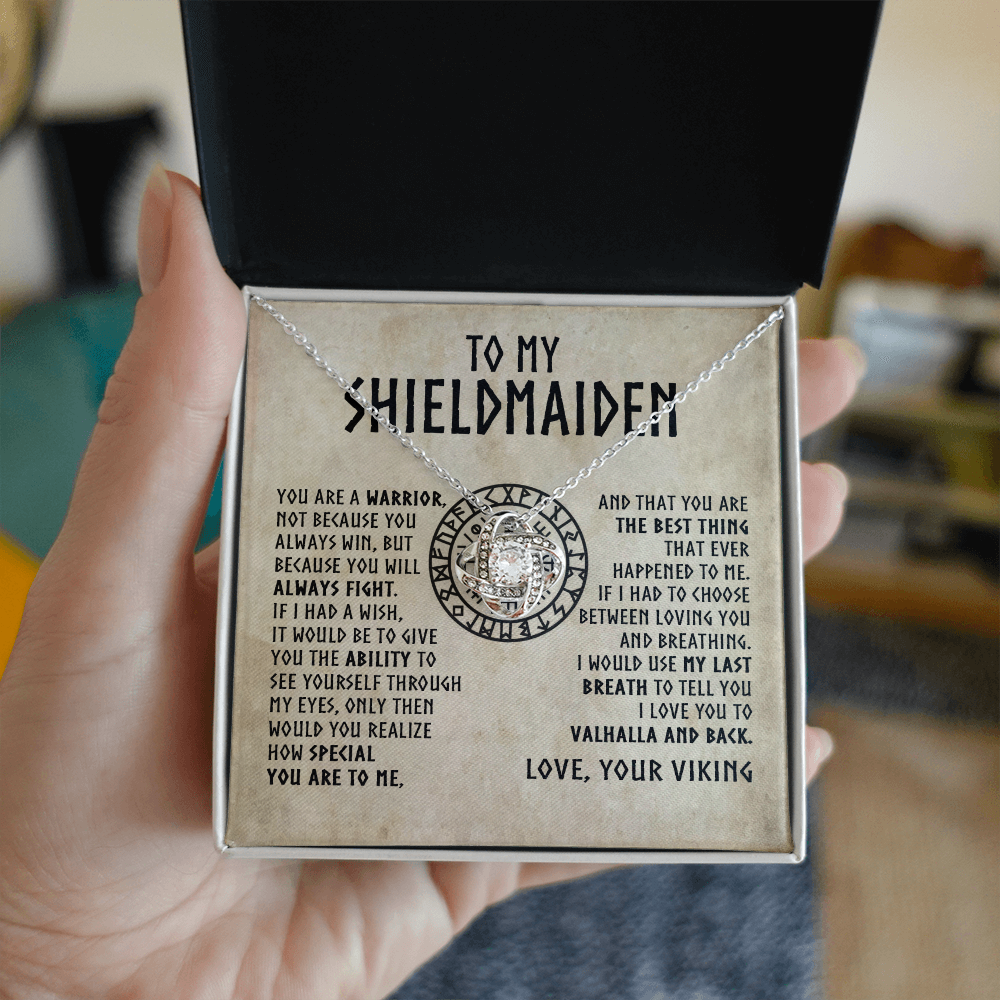 TO MY
SHIELDMAIDEN
YOU ARE A WARRIOR,
NOT BECAUSE YOU
ALWAYS WIN, BUT
BECAUSE YOU WILL
ALWAYS FIGHT.
IF I HAD A WISH,
IT WOULD BE TO GIVE
YOU THE ABILITY TO
SEE YOURSELF THROUGH
MY EYES, ONLY THEN
WOULD YOU REALIZE
HOW SPECIAL
YOU ARE TO ME,
AND THAT YOU ARE
THE BEST THING
THAT EVER
HAPPENED TO ME.
IF I HAD TO CHOOSE
BETWEEN LOVING YOU
AND BREATHING.
I WOULD USE MY LAST
BREATH TO TELL YOU
I LOVE YOU TO
VALHALLA AND BACK.
LOVE, YOUR VIKING